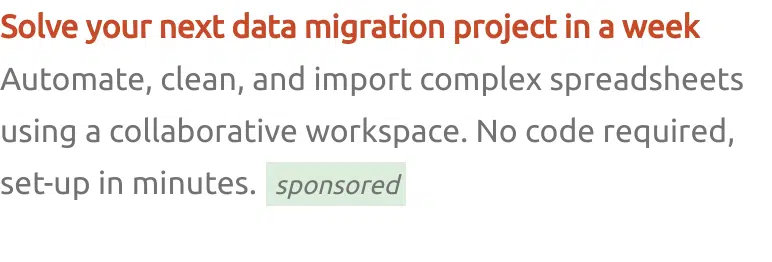 Solve your next data migration project in a week
Automate, clean, and import complex spreadsheets
using a collaborative workspace. No code required,
set-up in minutes. sponsored